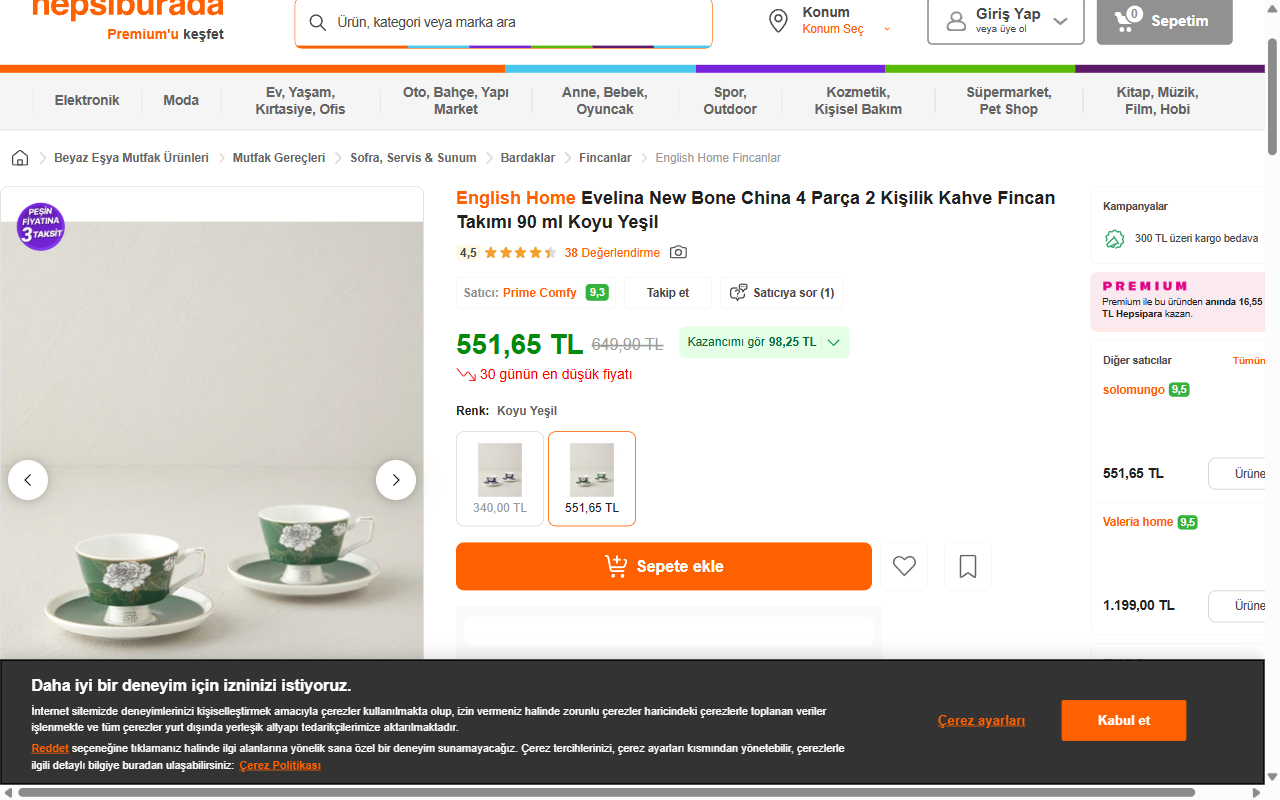 hepsiburada
Premium'u keşfet
Ürün, kategori veya marka ara
Konum
Konum Seç
Giriş Yap
veya üye ol
0
Sepetim
Elektronik
Moda
Ev, Yaşam,
Kırtasiye, Ofis
Oto, Bahçe, Yapı
Market
Anne, Bebek,
Oyuncak
Spor,
Outdoor
Kozmetik,
Kişisel Bakım
Süpermarket,
Pet Shop
Kitap, Müzik,
Film, Hobi
Beyaz Eşya Mutfak Ürünleri
Mutfak Gereçleri
Sofra, Servis & Sunum
Bardaklar
Fincanlar
English Home Fincanlar
PEŞİN
FİYATINA
3 TAKSİT
English Home Evelina New Bone China 4 Parça 2 Kişilik Kahve Fincan
Takımı 90 ml Koyu Yeşil
4,5
38 Değerlendirme
Satıcı: Prime Comfy 9,3
Takip et
Satıcıya sor (1)
551,65 TL
649,90 TL
Kazancımı gör 98,25 TL
30 günün en düşük fiyatı
Renk: Koyu Yeşil
340,00 TL
551,65 TL
Sepete ekle
Kampanyalar
300 TL üzeri kargo bedava
PREMIUM
Premium ile bu üründen anında 16,55
TL Hepsipara kazan.
Diğer satıcılar
Tümün
solomungo 9,5
551,65 TL
Ürüne
Valeria home 9,5
1.199,00 TL
Ürüne
Daha iyi bir deneyim için izninizi istiyoruz.
İnternet sitemizde deneyimlerinizi kişiselleştirmek amacıyla çerezler kullanılmakta olup, izin vermeniz halinde zorunlu çerezler haricindeki çerezlerle toplanan veriler
işlenmekte ve tüm çerezler yurt dışında yerleşik altyapı tedarikçilerimize aktarılmaktadır.
Reddet seçeneğine tıklamanız halinde ilgi alanlarına yönelik sana özel bir deneyim sunamayacağız. Çerez tercihlerinizi, çerez ayarları kısmından yönetebilir, çerezlerle
ilgili detaylı bilgiye buradan ulaşabilirsiniz: Çerez Politikası
Çerez ayarları
Kabul et